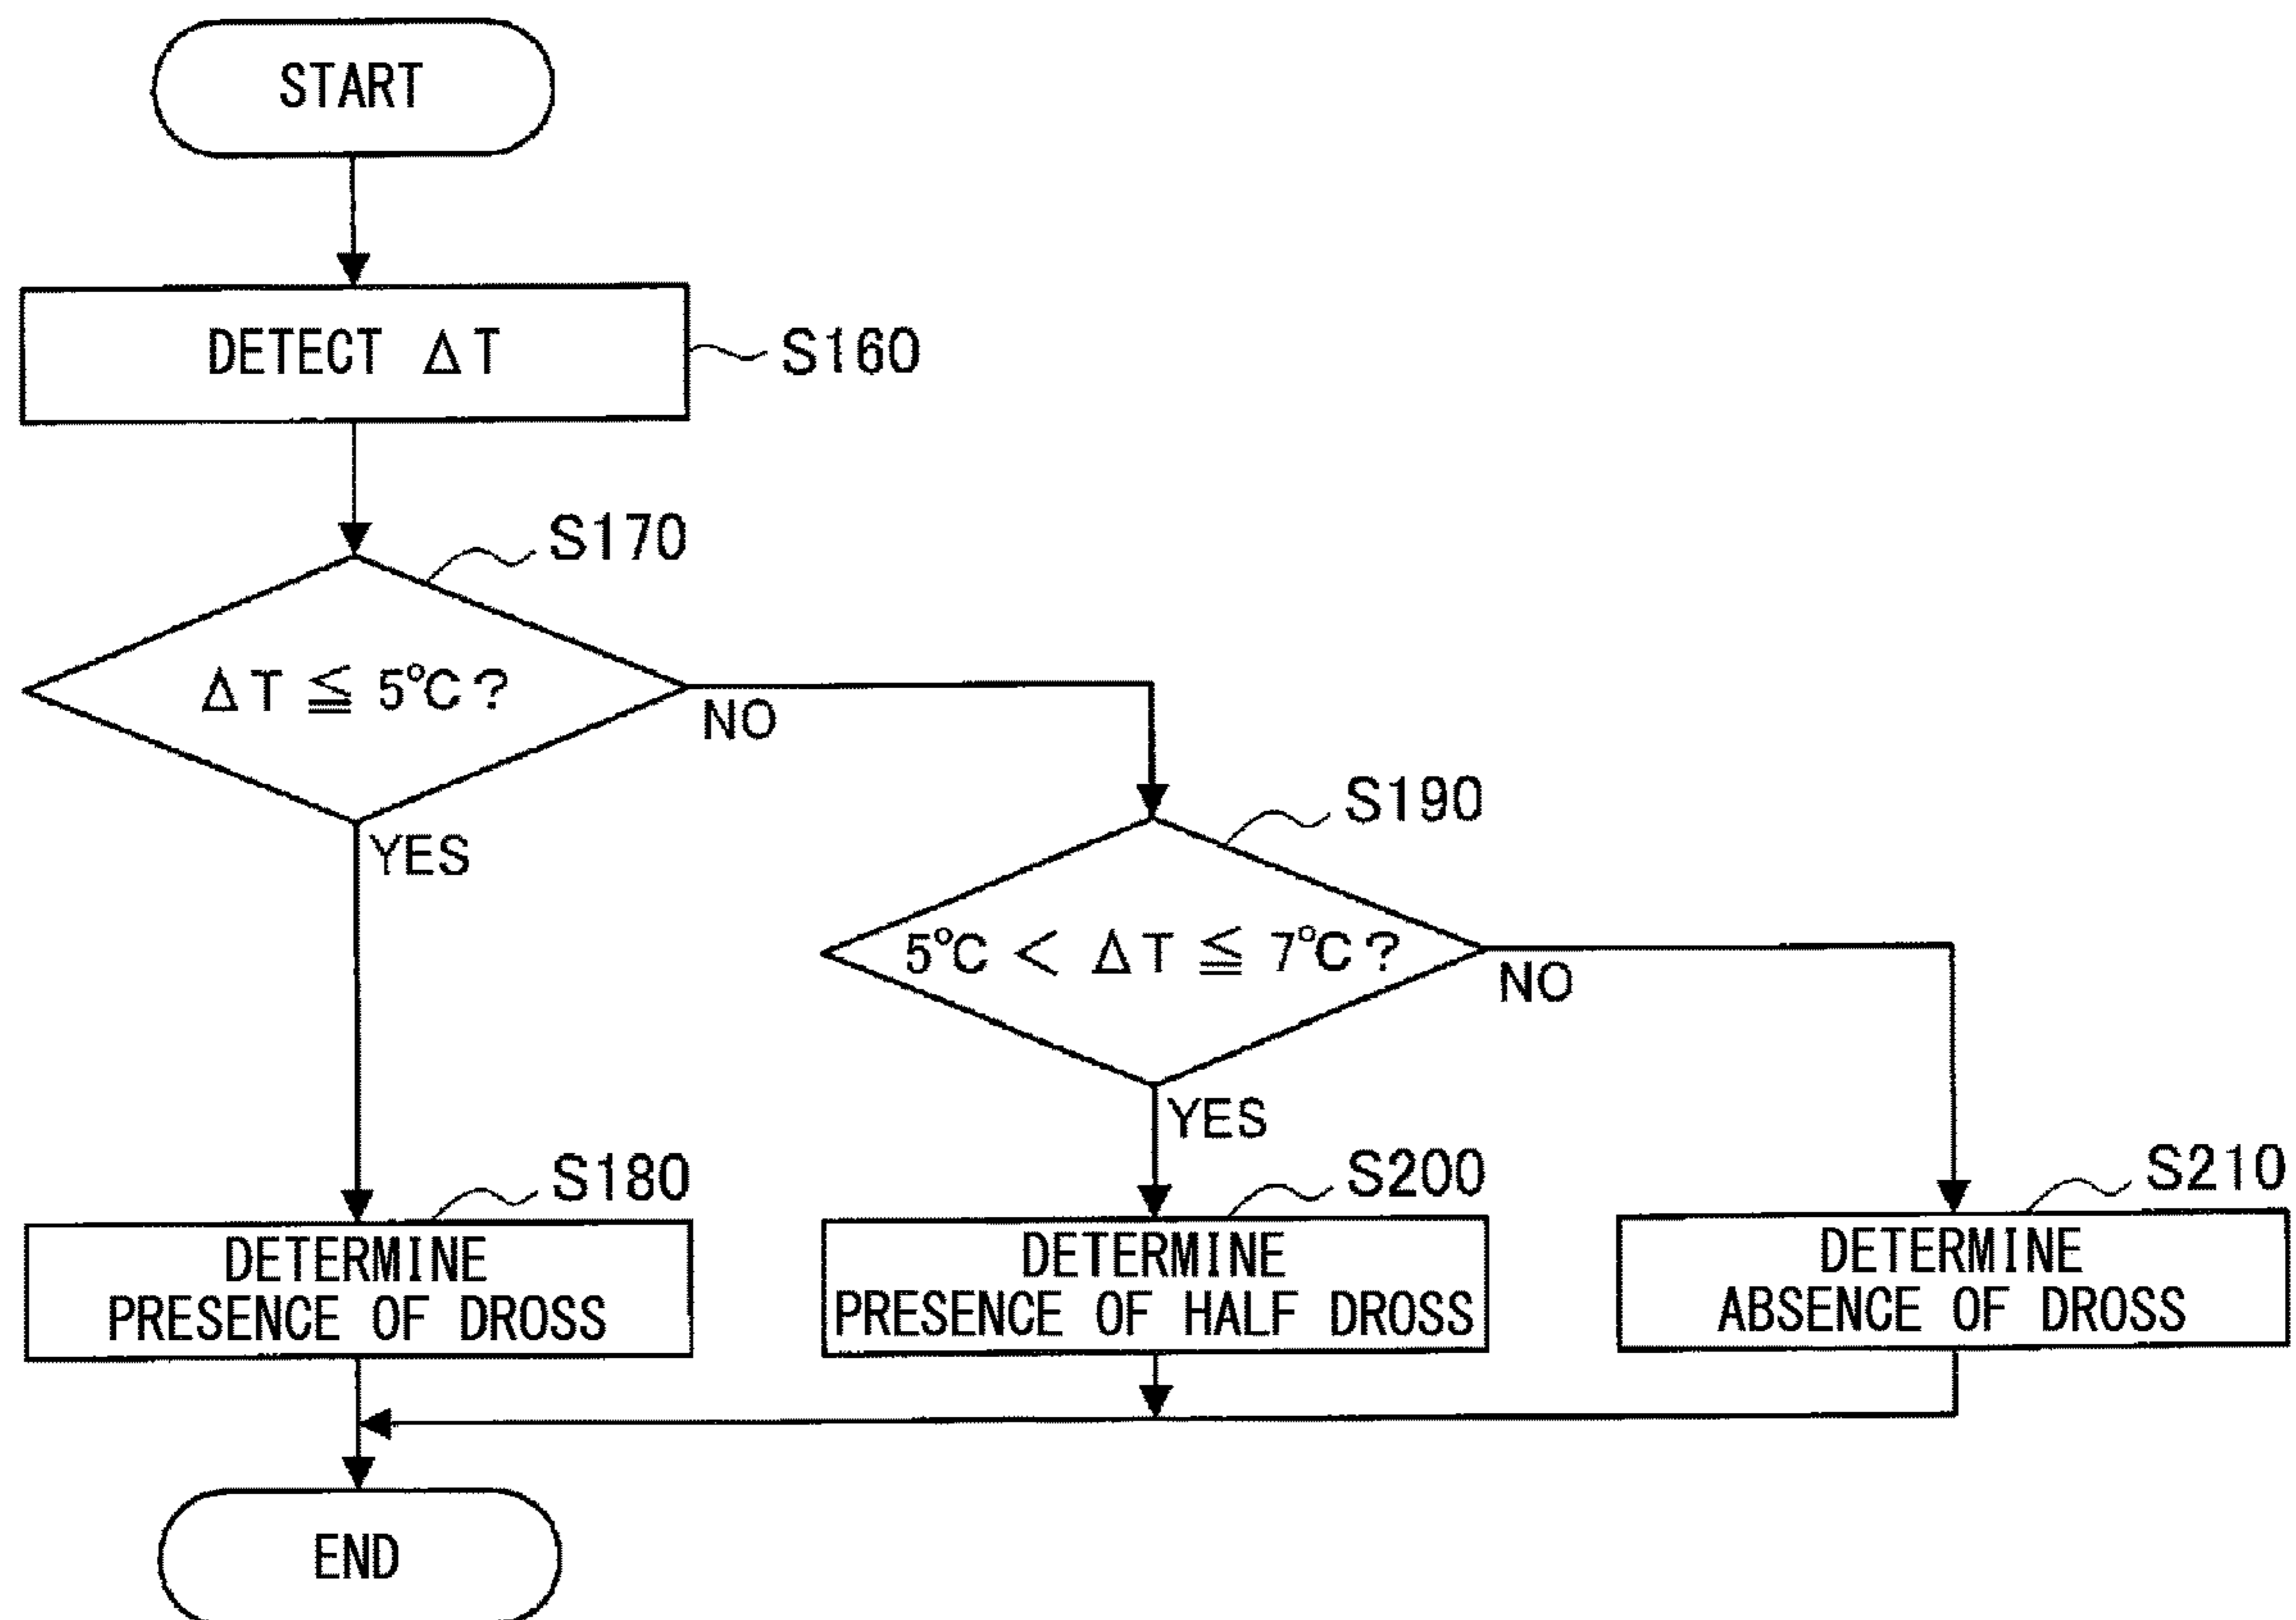 START
DETECT ΔT
S160
S170
ΔT ≦ 5℃?
NO
YES
S190
5℃ < ΔT ≦ 7℃?
NO
YES
S180
DETERMINE
PRESENCE OF DROSS
S200
DETERMINE
PRESENCE OF HALF DROSS
S210
DETERMINE
ABSENCE OF DROSS
END